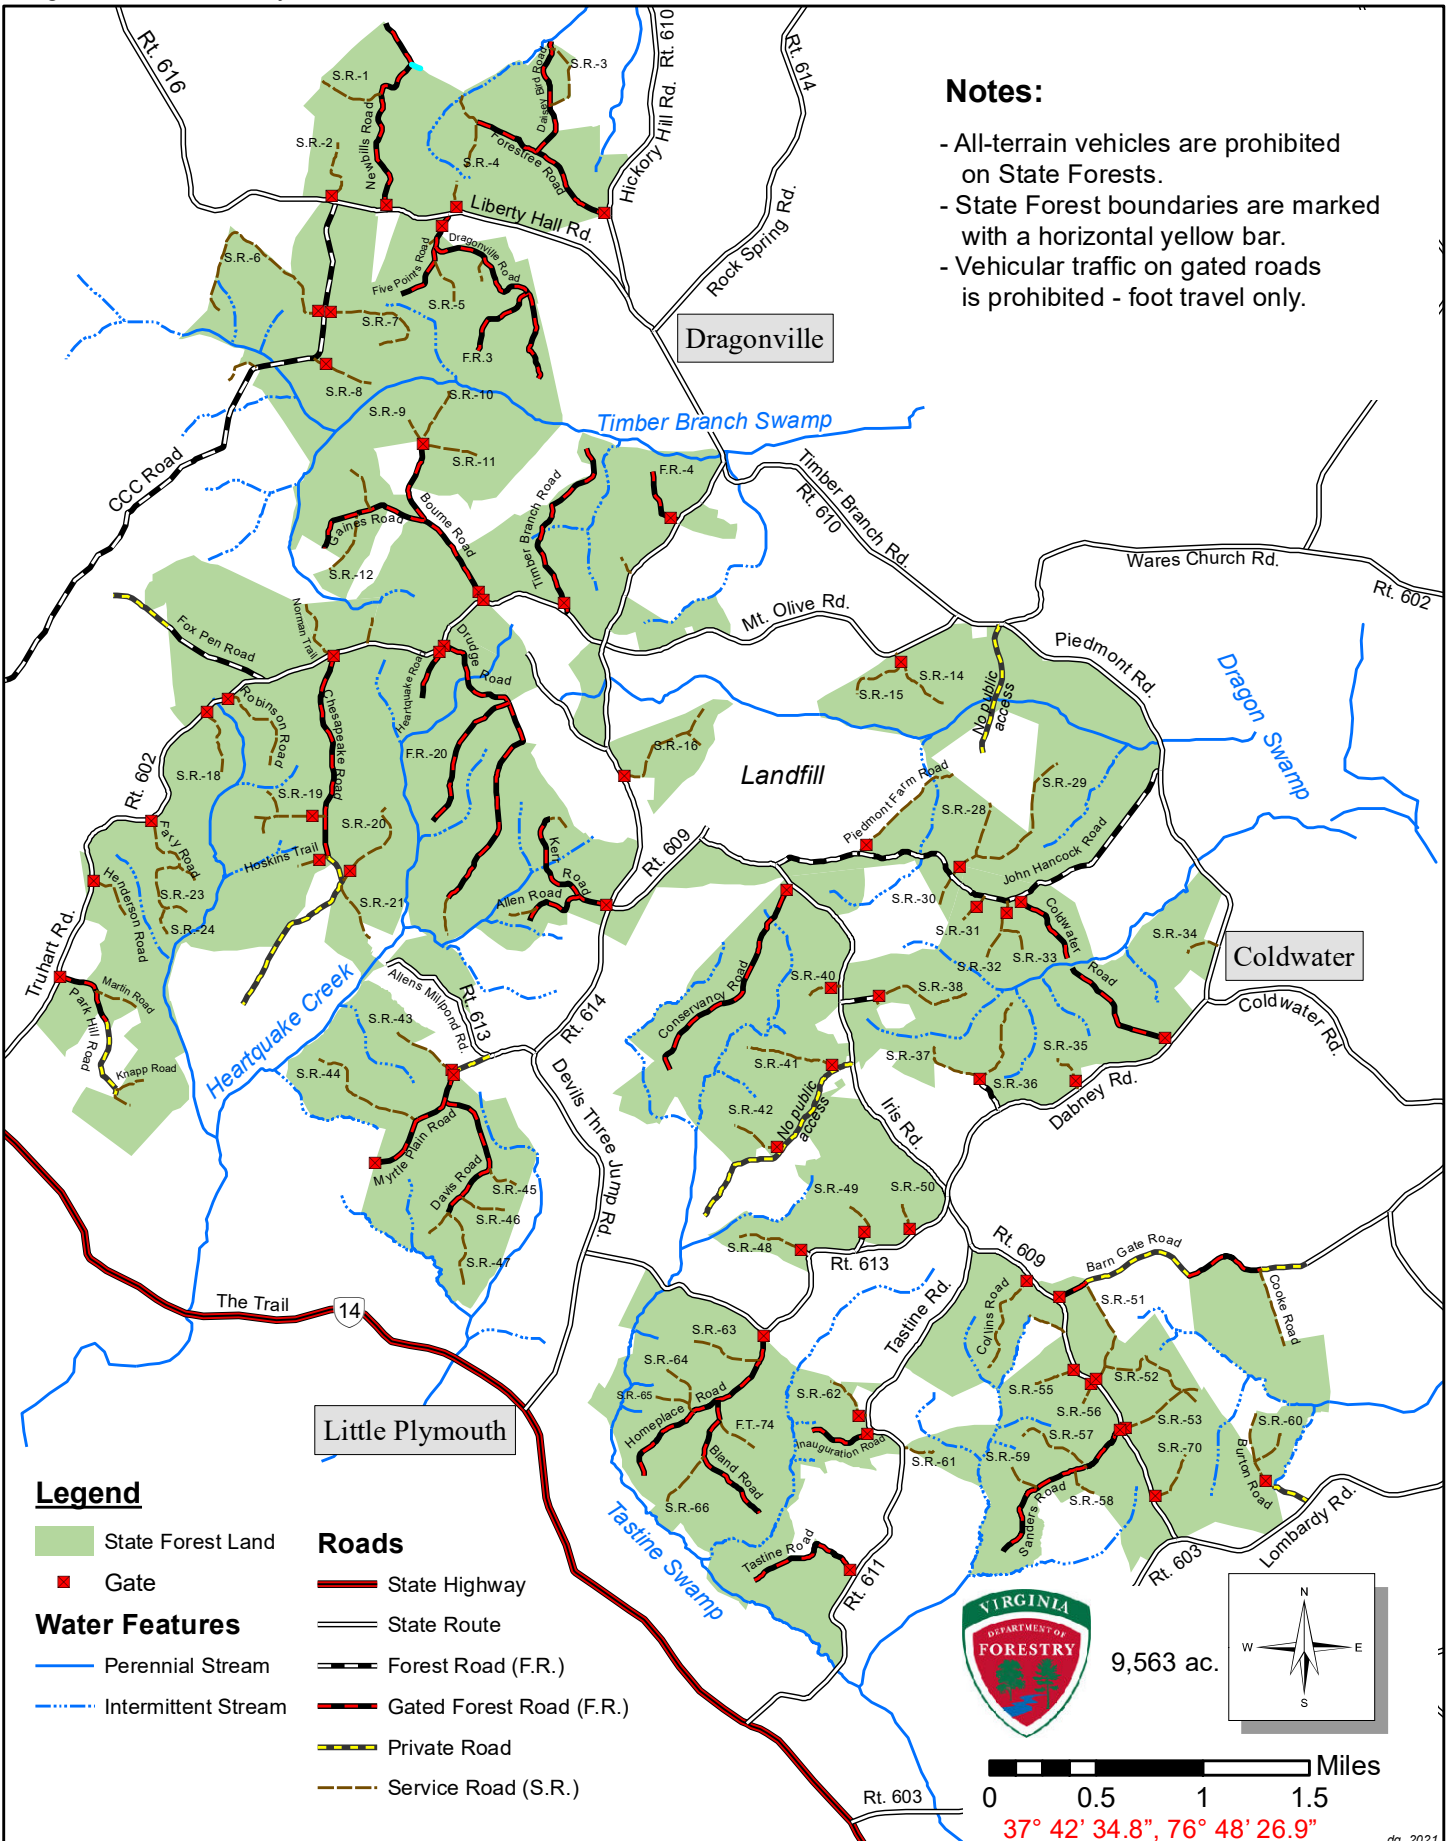 Rt. 616
Rt. 610
Hickory Hill Rd.
Rt. 614
Rock Spring Rd.
S.R.-1
S.R.-3
Daisey Bird Road
Newbills Road
S.R.-2
S.R.-4
Forestree Road
Liberty Hall Rd.
Notes:
- All-terrain vehicles are prohibited
on State Forests.
- State Forest boundaries are marked
with a horizontal yellow bar.
- Vehicular traffic on gated roads
is prohibited - foot travel only.
S.R.-6
Five Points Road
Dragonville Road
S.R.-5
S.R.-7
F.R.3
Dragonville
S.R.-8
S.R.-10
S.R.-9
Timber Branch Swamp
S.R.-11
CCC Road
F.R.-4
Gaines Road
Bourne Road
Timber Branch Road
S.R.-12
Timber Branch Rd.
Rt. 610
Wares Church Rd.
Rt. 602
Mt. Olive Rd.
Fox Pen Road
Norman Trail
Drudge Road
Heartquake Road
Piedmont Rd.
Dragon Swamp
S.R.-14
S.R.-15
No public
access
Robinson Road
Chesapeake Road
Rt. 602
S.R.-18
F.R.-20
S.R.-16
Landfill
S.R.-19
S.R.-20
Piedmont Farm Road
S.R.-28
S.R.-29
Fary Road
Hoskins Trail
Kerr Road
Rt. 609
John Hancock Road
Henderson Road
S.R.-23
S.R.-21
Allen Road
S.R.-24
S.R.-30
S.R.-31
S.R.-32
S.R.-33
Coldwater Road
S.R.-34
Coldwater
Truhart Rd.
Martin Road
Park Hill Road
Knapp Road
Heartquake Creek
Allens Milpond Rd.
Rt. 613
Rt. 614
Conservancy Road
S.R.-40
S.R.-38
Coldwater Rd.
S.R.-43
S.R.-44
S.R.-41
S.R.-37
S.R.-35
S.R.-36
S.R.-42
No public
access
Iris Rd.
Dabney Rd.
Devils Three Jump Rd.
Myrtle Plain Road
Davis Road
S.R.-45
S.R.-46
S.R.-47
S.R.-49
S.R.-50
S.R.-48
Rt. 613
Rt. 609
Barn Gate Road
Cooke Road
The Trail
14
Tastine Rd.
Collins Road
S.R.-51
S.R.-63
S.R.-64
S.R.-65
Homeplace Road
F.T.-74
Bland Road
S.R.-66
S.R.-62
Inauguration Road
S.R.-61
S.R.-55
S.R.-52
S.R.-56
S.R.-53
S.R.-57
S.R.-70
S.R.-59
S.R.-58
Sanders Road
S.R.-60
Burton Road
Little Plymouth
Tastine Swamp
Tastine Road
Rt. 611
Rt. 603
Lombardy Rd.
Legend
State Forest Land
Gate
Water Features
Perennial Stream
Intermittent Stream
Roads
State Highway
State Route
Forest Road (F.R.)
Gated Forest Road (F.R.)
Private Road
Service Road (S.R.)
VIRGINIA
DEPARTMENT OF
FORESTRY
9,563 ac.
N
W
E
S
Miles
0 0.5 1 1.5
Rt. 603
37° 42’ 34.8”, 76° 48’ 26.9”
dg, 2021